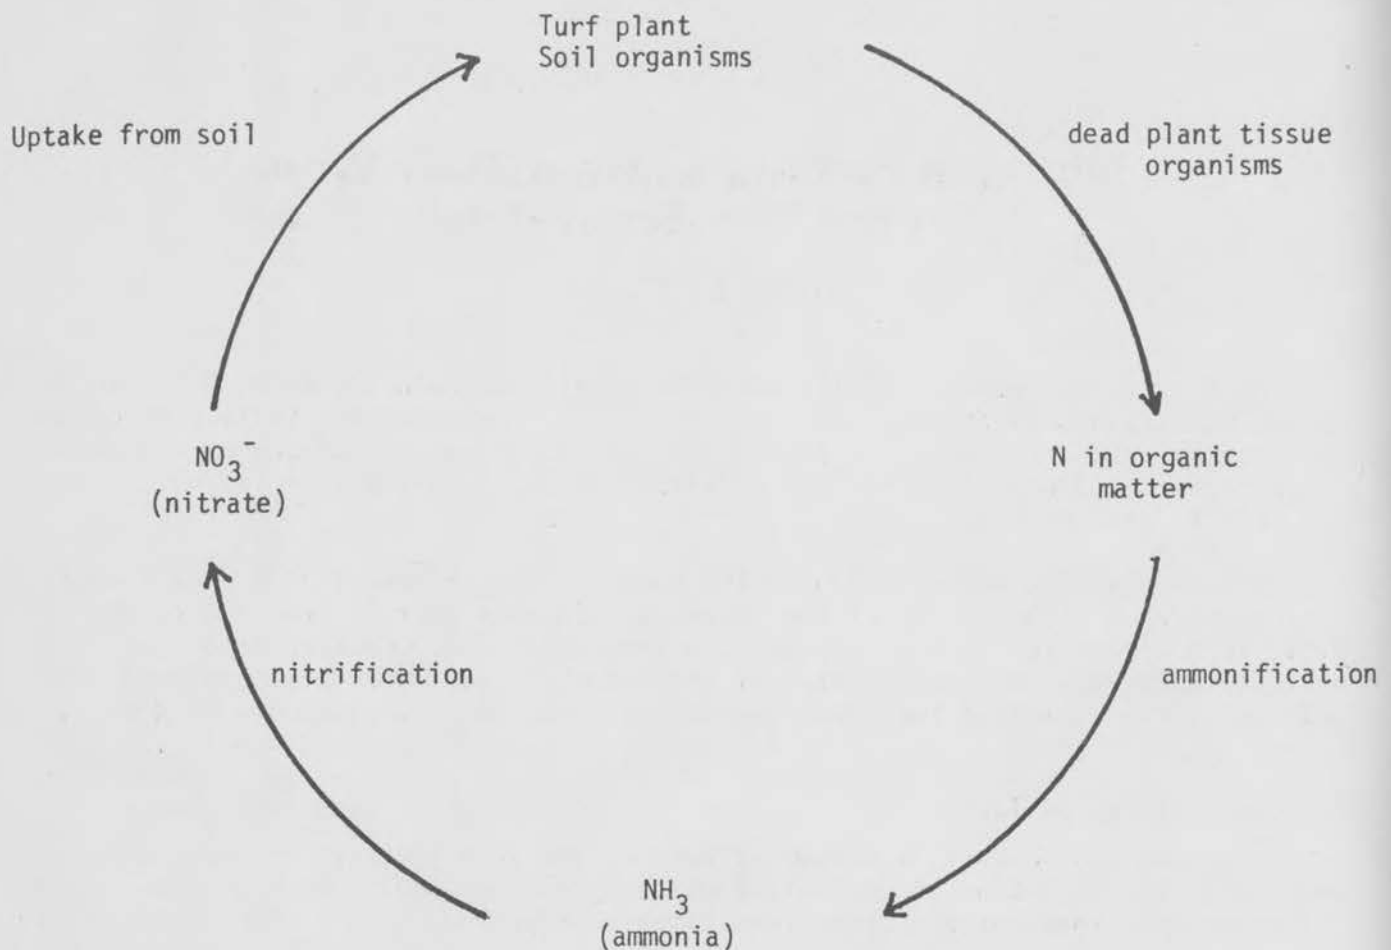 Turf plant
Soil organisms
Uptake from soil
dead plant tissue
organisms
NO3-
(nitrate)
N in organic
matter
nitrification
ammonification
NH3
(ammonia)